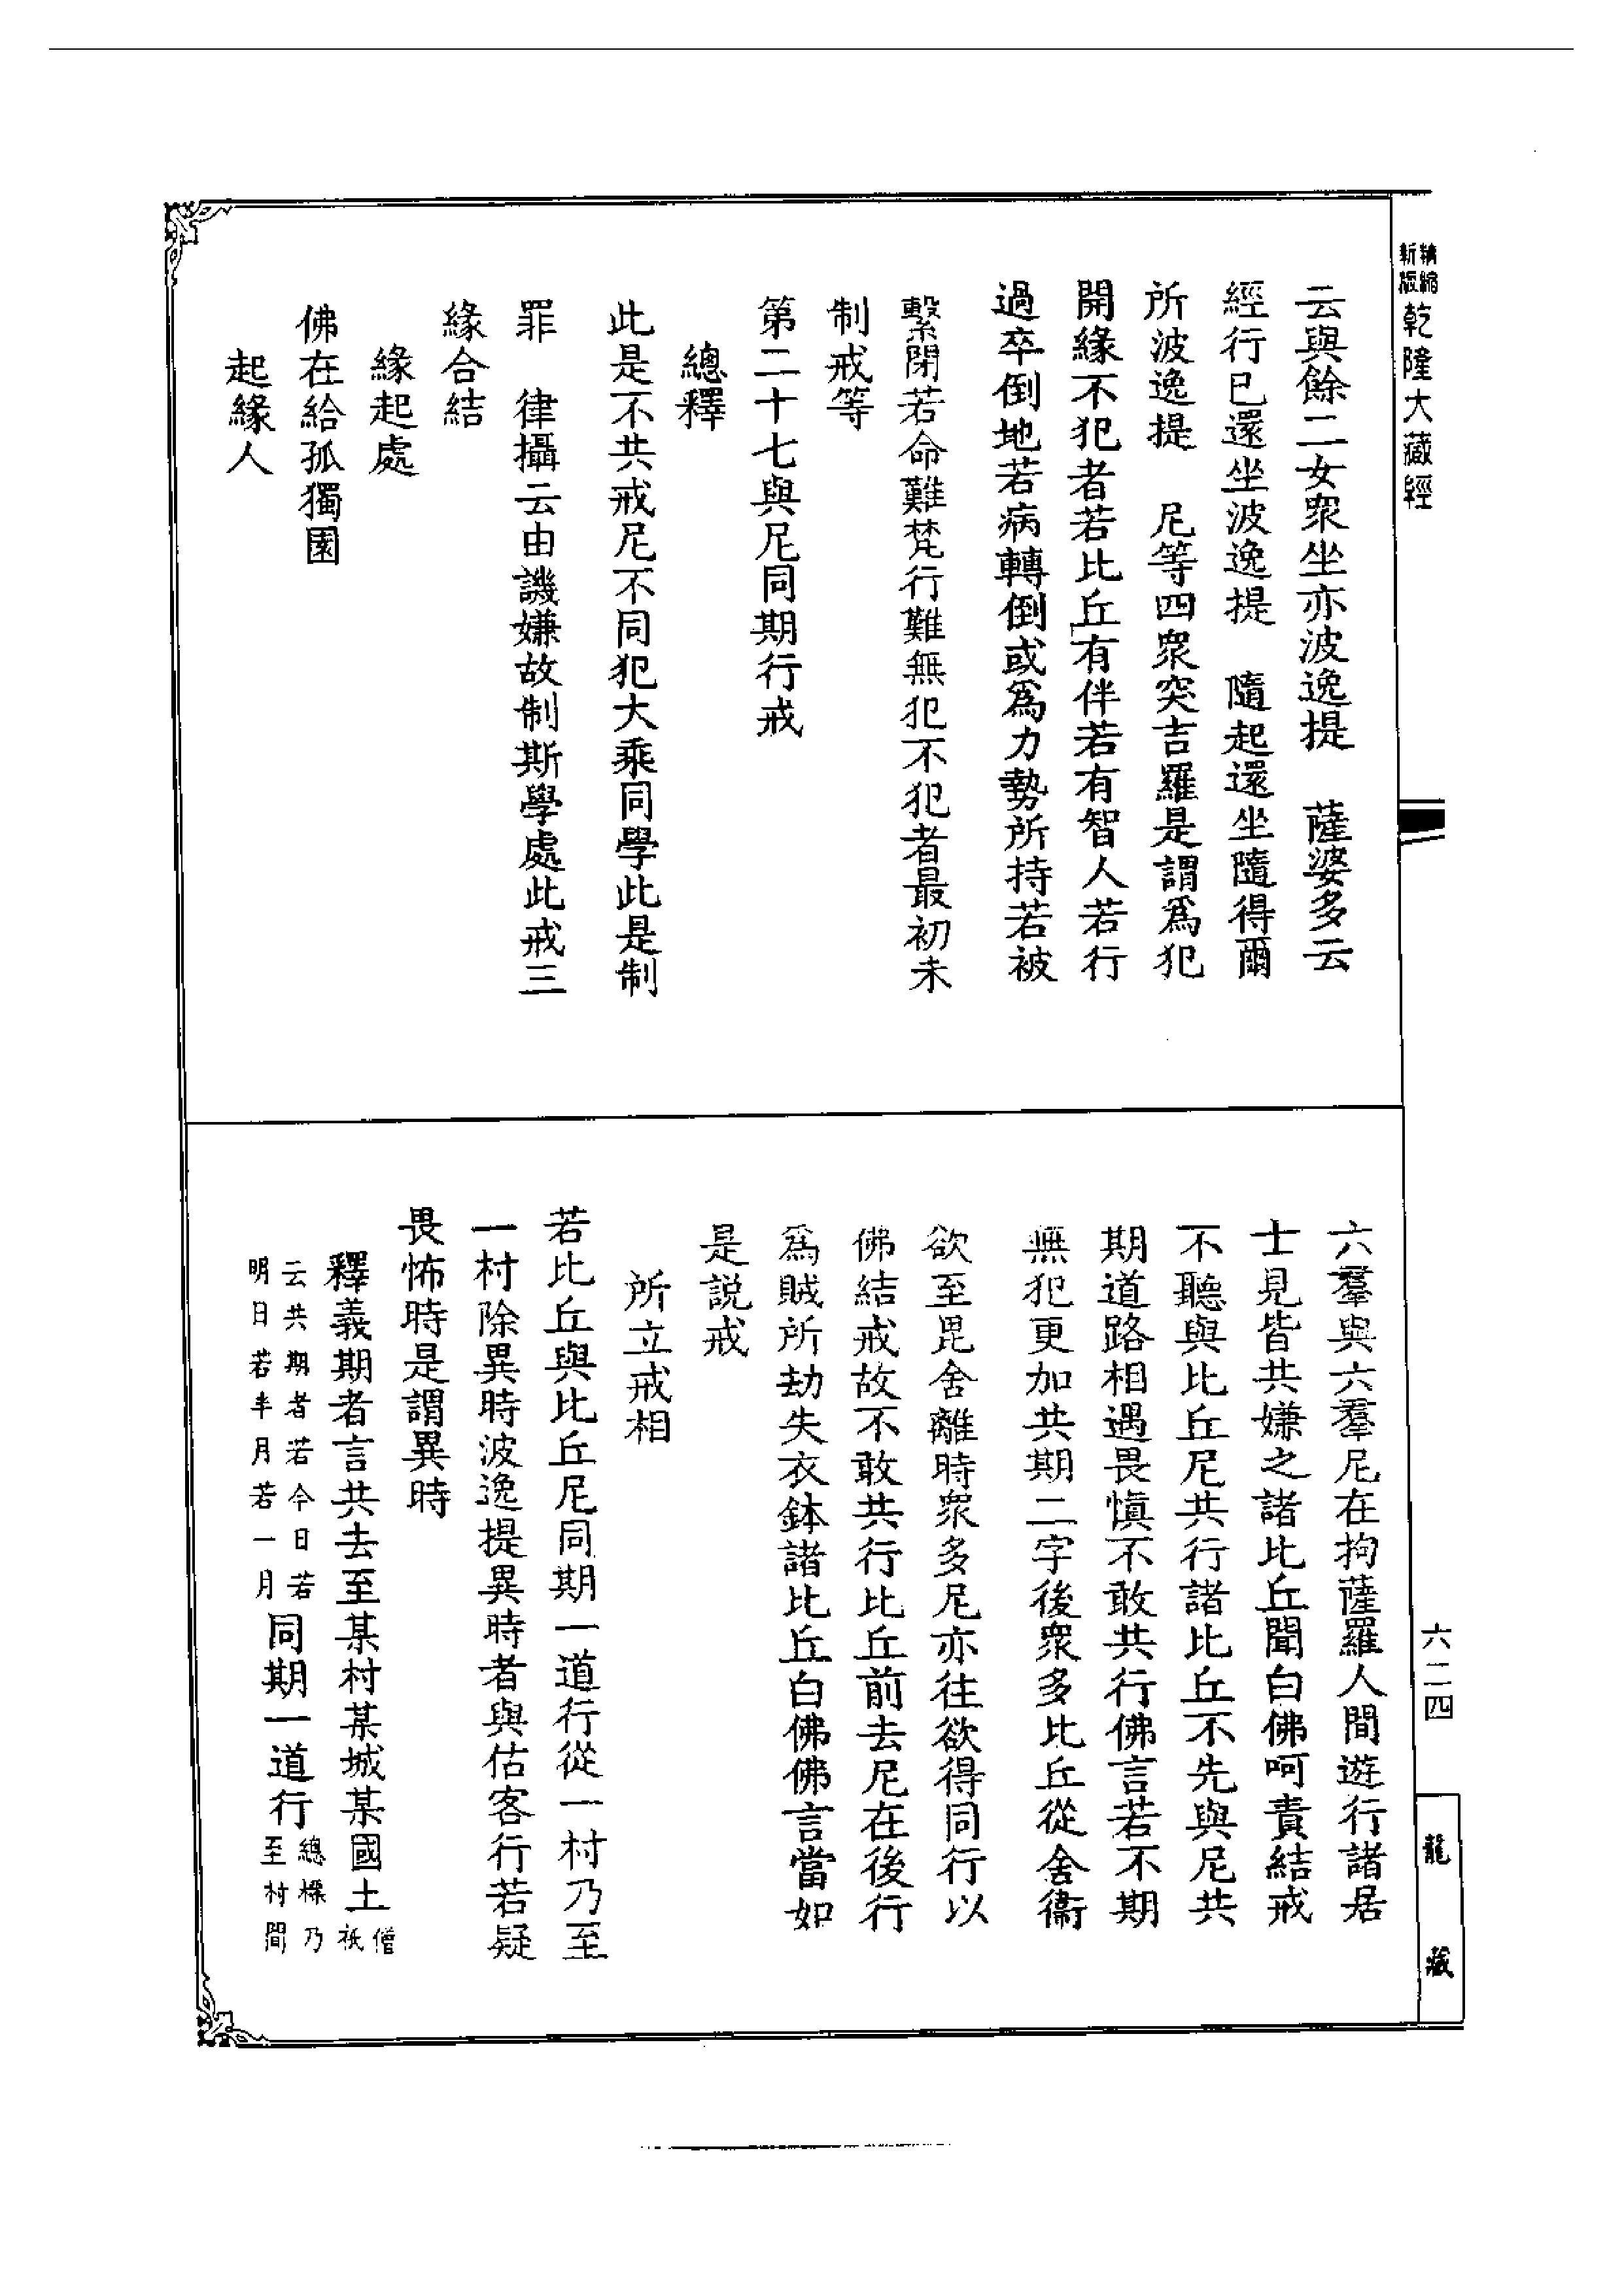 精縮新版乾隆大藏經
云與餘二女眾坐亦波逸提　薩婆多云
經行已還坐波逸提　隨起還坐隨得爾
所波逸提　尼等四眾突吉羅是謂為犯
開緣不犯者若比丘有伴若有智人若行
過卒倒地若病轉倒或為力勢所持若被
繫閉若命難梵行難無犯不犯者最初未
制戒等
第二十七與尼同期行戒
總釋
此是不共戒尼不同犯大乘同學此是制
罪　律攝云由譏嫌故制斯學處此戒三
緣合結
緣起處
佛在給孤獨園
起緣人
六羣與六羣尼在拘薩羅人間遊行諸居
士見皆共嫌之諸比丘聞白佛呵責結戒
不聽與比丘尼共行諸比丘不先與尼共
期道路相遇畏慎不敢共行佛言若不期
無犯更加共期二字後眾多比丘從舍衛
欲至毘舍離時眾多尼亦往欲得同行以
佛結戒故不敢共行比丘前去尼在後行
為賊所劫失衣鉢諸比丘白佛佛言當如
是說戒
所立戒相
若比丘與比丘尼同期一道行從一村乃至
一村除異時波逸提異時者與估客行若疑
畏怖時是謂異時
釋義期者言共去至某村某城某國土僧祇
云共期者若今日若明日若半月若一月同期一道行總標乃至村間
六二四
龍藏